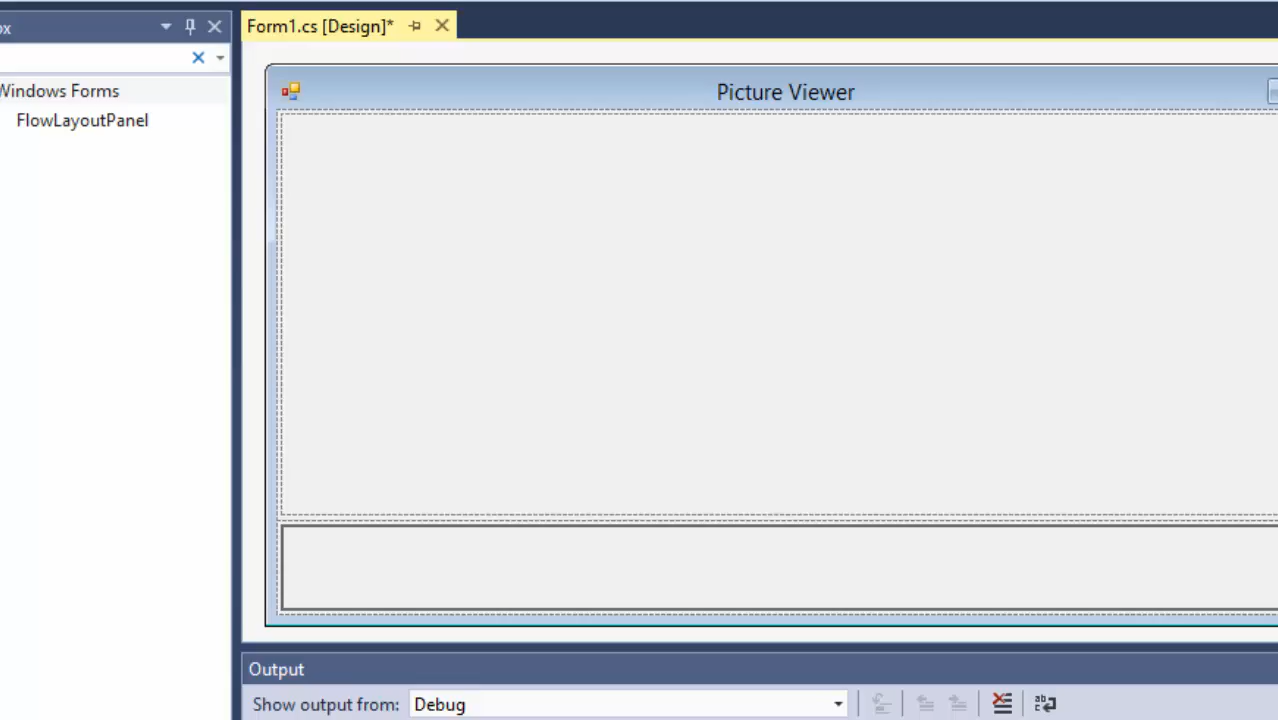 ox
Form1.cs [Design]*
Windows Forms
FlowLayoutPanel
Picture Viewer
Output
Show output from:
Debug